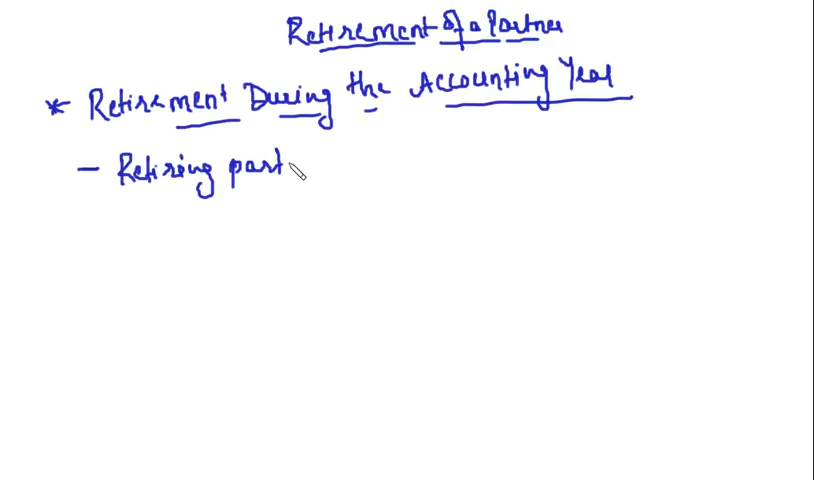 Retirement of a Partner
* Retirement During the Accounting Year
- Retiring part